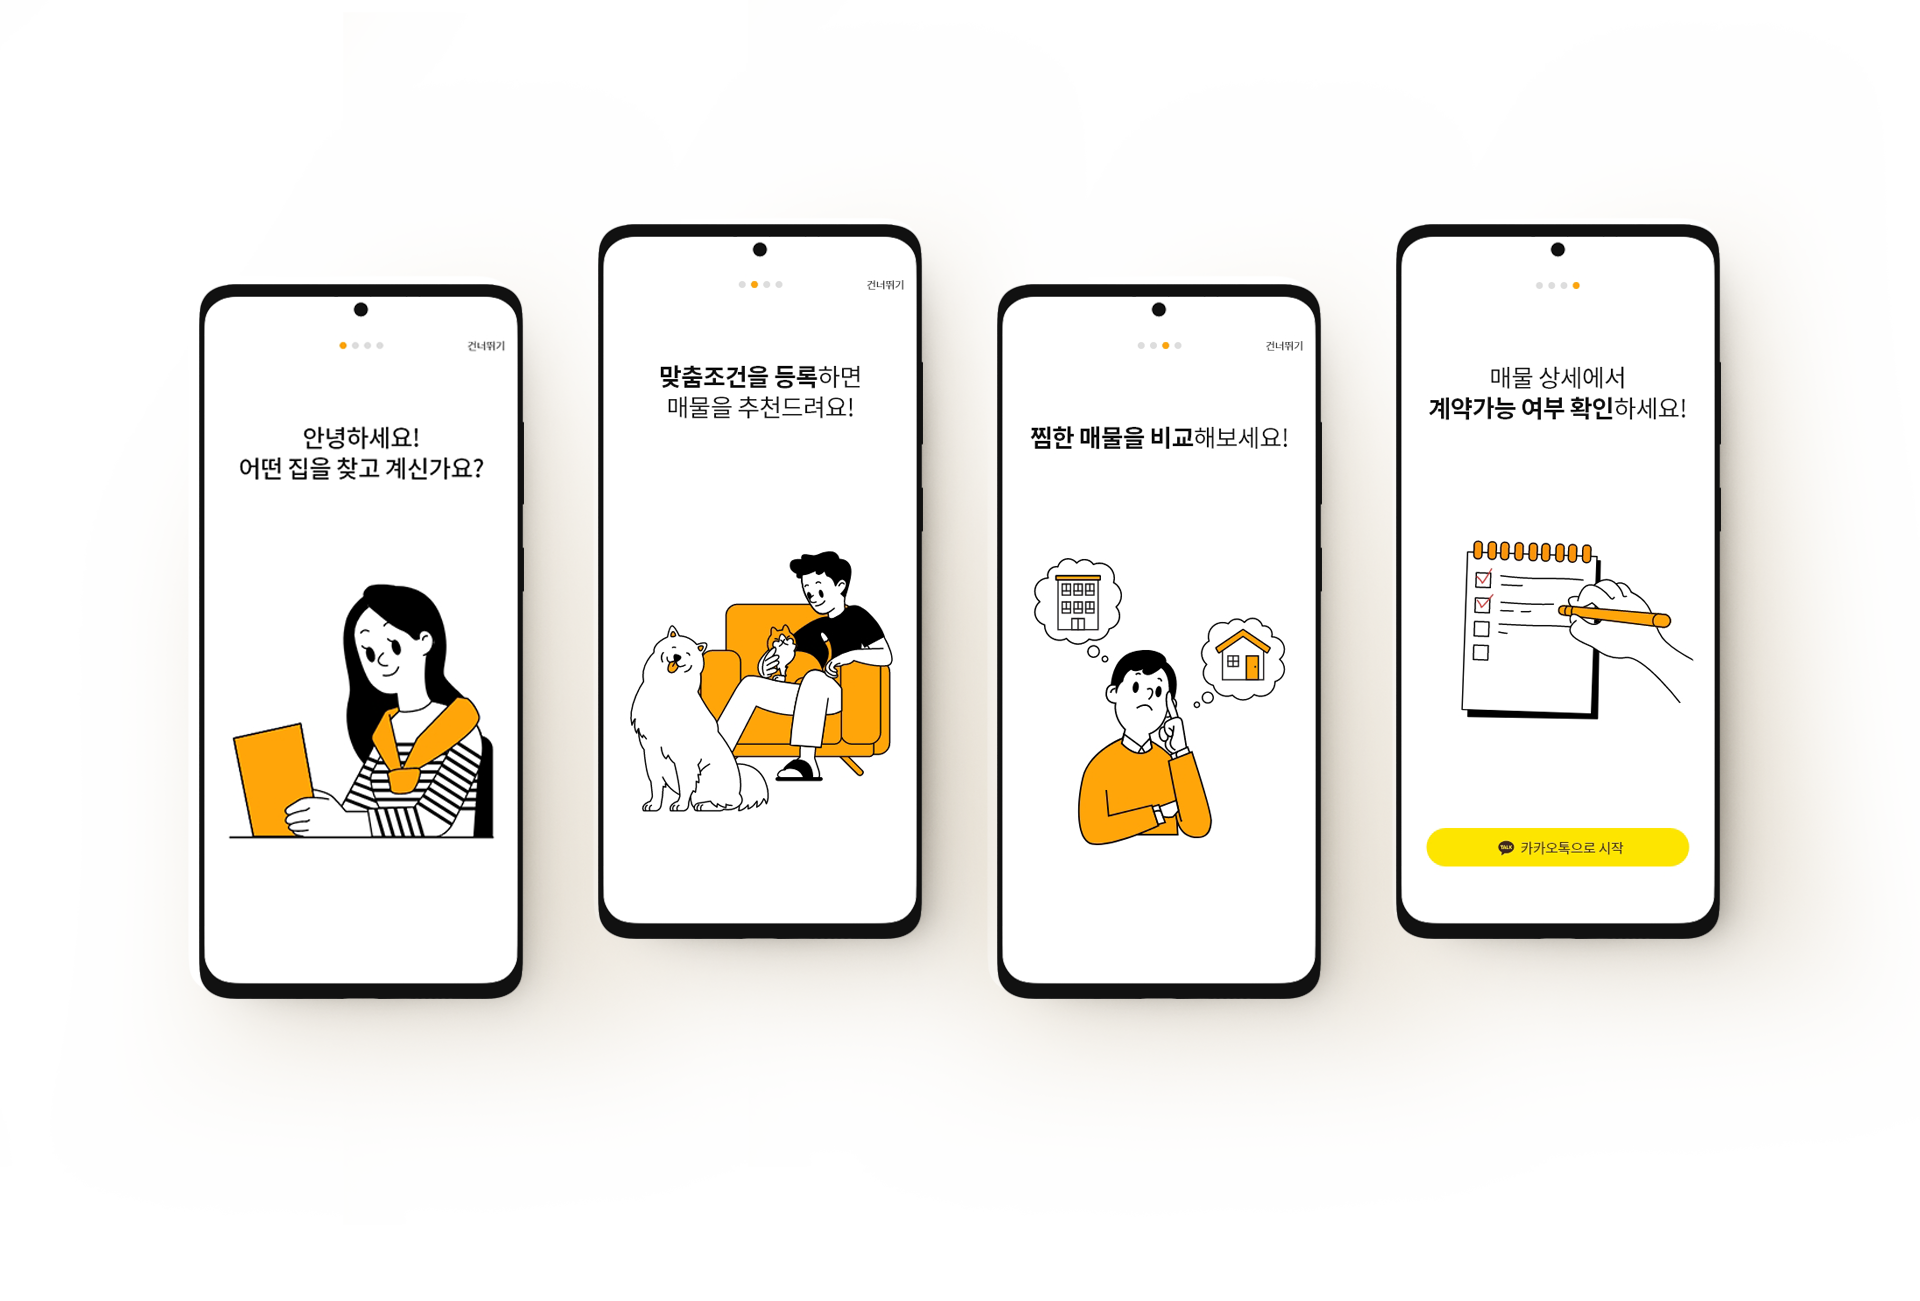 건너뛰기
안녕하세요!
어떤 집을 찾고 계신가요?
건너뛰기
맞춤조건을 등록하면
매물을 추천드려요!
건너뛰기
찜한 매물을 비교해보세요!
매물 상세에서
계약가능 여부 확인하세요!
TALK 카카오톡으로 시작